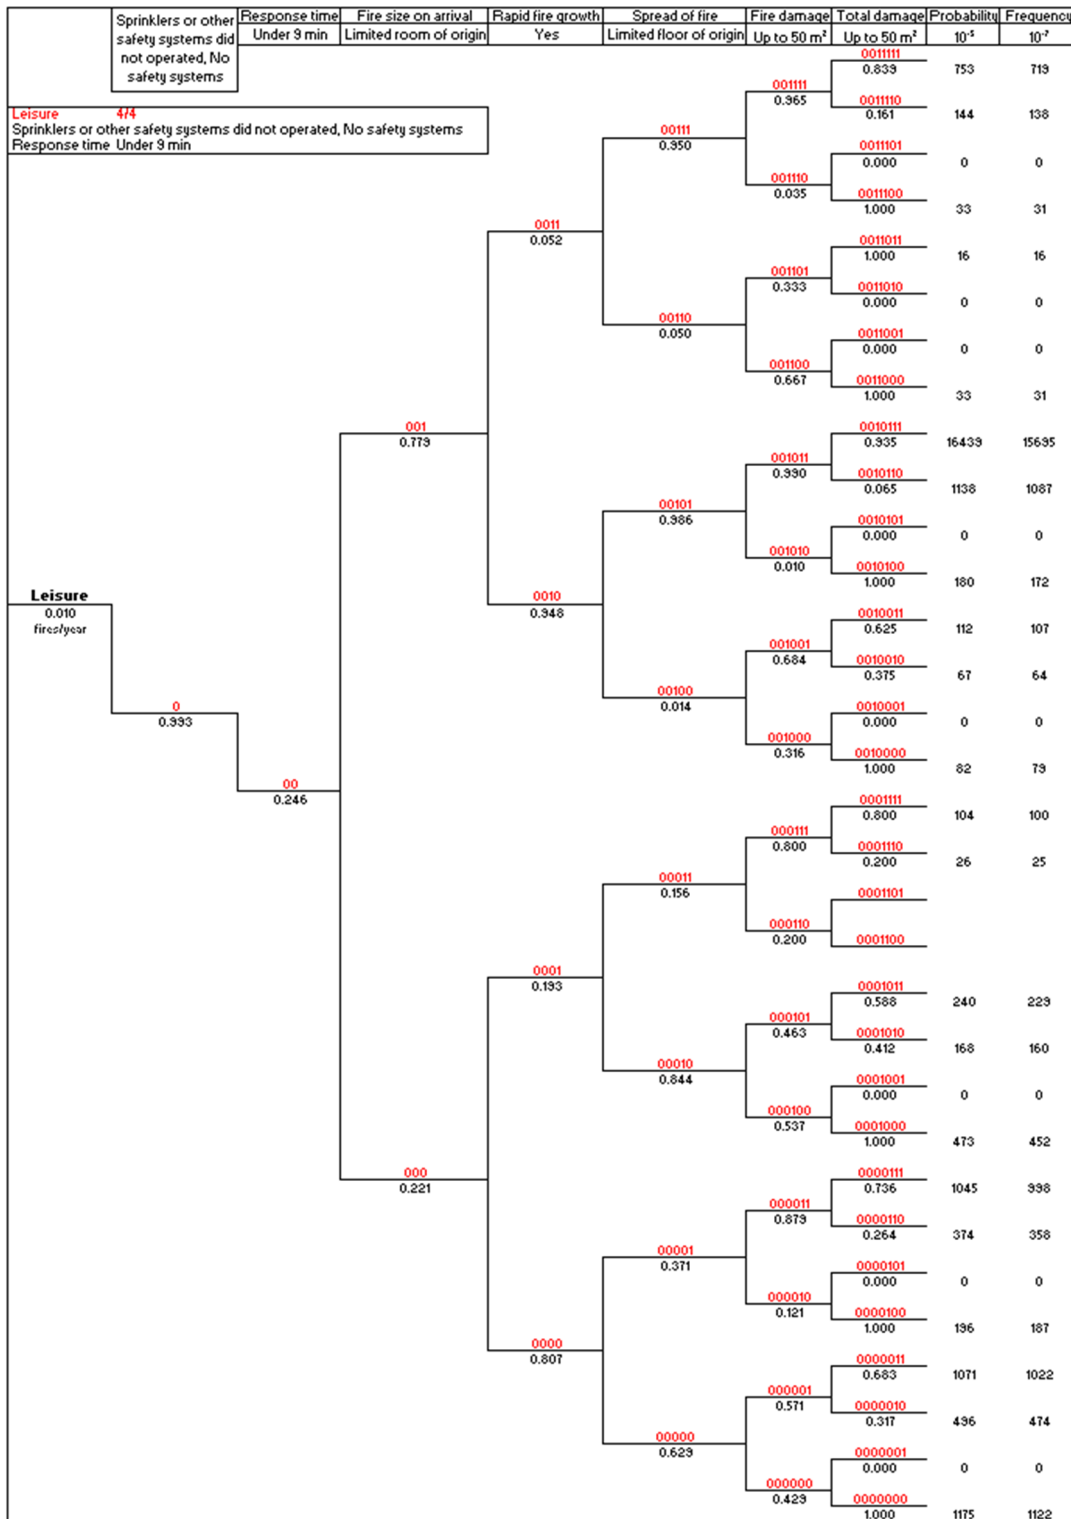 Sprinklers or other
safety systems did
not operated, No
safety systems
Response time Fire size on arrival Rapid fire growth Spread of fire Fire damage Total damage Probability Frequency
Under 9 min Limited room of origin Yes Limited floor of origin Up to 50 m² Up to 50 m² 10⁻⁵ 10⁻⁷
Leisure 4/4
Sprinklers or other safety systems did not operated, No safety systems
Response time Under 9 min
0011111
0.839 753 719
001111
0.965
0011110
0.161 144 138
00111
0.950
0011101
0.000 0 0
001110
0.035
0011100
1.000 33 31
0011
0.052
0011011
1.000 16 16
001101
0.333
0011010
0.000 0 0
00110
0.050
0011001
0.000 0 0
001100
0.667
0011000
1.000 33 31
001
0.779
0010111
0.935 16439 15695
001011
0.990
0010110
0.065 1138 1087
00101
0.986
0010101
0.000 0 0
001010
0.010
0010100
1.000 180 172
Leisure
0.010
fires/year
0010
0.948
0010011
0.625 112 107
001001
0.684
0010010
0.375 67 64
00100
0.014
0
0.993
0010001
0.000 0 0
001000
0.316
0010000
1.000 82 79
00
0.246
0001111
0.800 104 100
000111
0.800
0001110
0.200 26 25
00011
0.156
0001101
000110
0.200
0001100
0001
0.193
0001011
0.588 240 229
000101
0.463
0001010
0.412 168 160
00010
0.844
0001001
0.000 0 0
000100
0.537
0001000
1.000 473 452
000
0.221
0000111
0.736 1045 998
000011
0.879
0000110
0.264 374 358
00001
0.371
0000101
0.000 0 0
000010
0.121
0000100
1.000 196 187
0000
0.807
0000011
0.683 1071 1022
000001
0.571
0000010
0.317 496 474
00000
0.629
0000001
0.000 0 0
000000
0.429
0000000
1.000 1175 1122